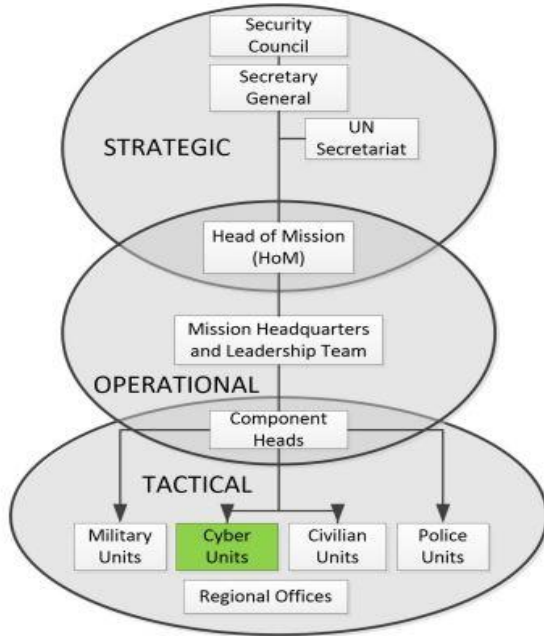 Security
Council
Secretary
General
UN
Secretariat
STRATEGIC
Head of Mission
(HoM)
Mission Headquarters
and Leadership Team
OPERATIONAL
Component
Heads
TACTICAL
Military
Units
Cyber
Units
Civilian
Units
Police
Units
Regional Offices